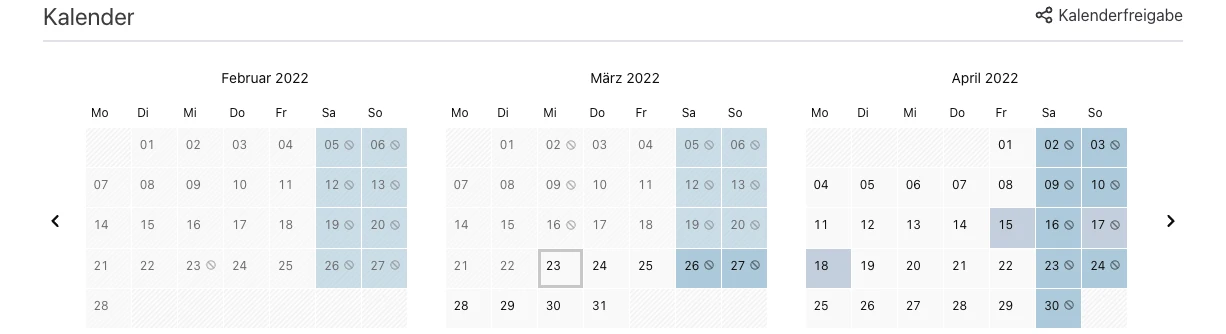 Kalender
Kalenderfreigabe
Februar 2022
Mo Di Mi Do Fr Sa So
01 02 03 04 05 06
07 08 09 10 11 12 13
14 15 16 17 18 19 20
21 22 23 24 25 26 27
28
März 2022
Mo Di Mi Do Fr Sa So
01 02 03 04 05 06
07 08 09 10 11 12 13
14 15 16 17 18 19 20
21 22 23 24 25 26 27
28 29 30 31
April 2022
Mo Di Mi Do Fr Sa So
01 02 03
04 05 06 07 08 09 10
11 12 13 14 15 16 17
18 19 20 21 22 23 24
25 26 27 28 29 30